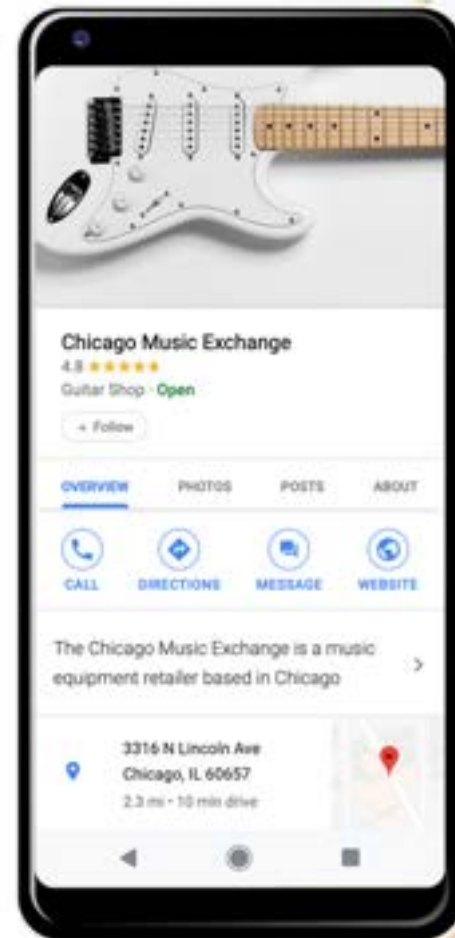 Chicago Music Exchange
4.8
Guitar Shop · Open
+ Follow
OVERVIEW PHOTOS POSTS ABOUT
CALL DIRECTIONS MESSAGE WEBSITE
The Chicago Music Exchange is a music
equipment retailer based in Chicago
3316 N Lincoln Ave
Chicago, IL 60657
2.3 mi • 10 min drive